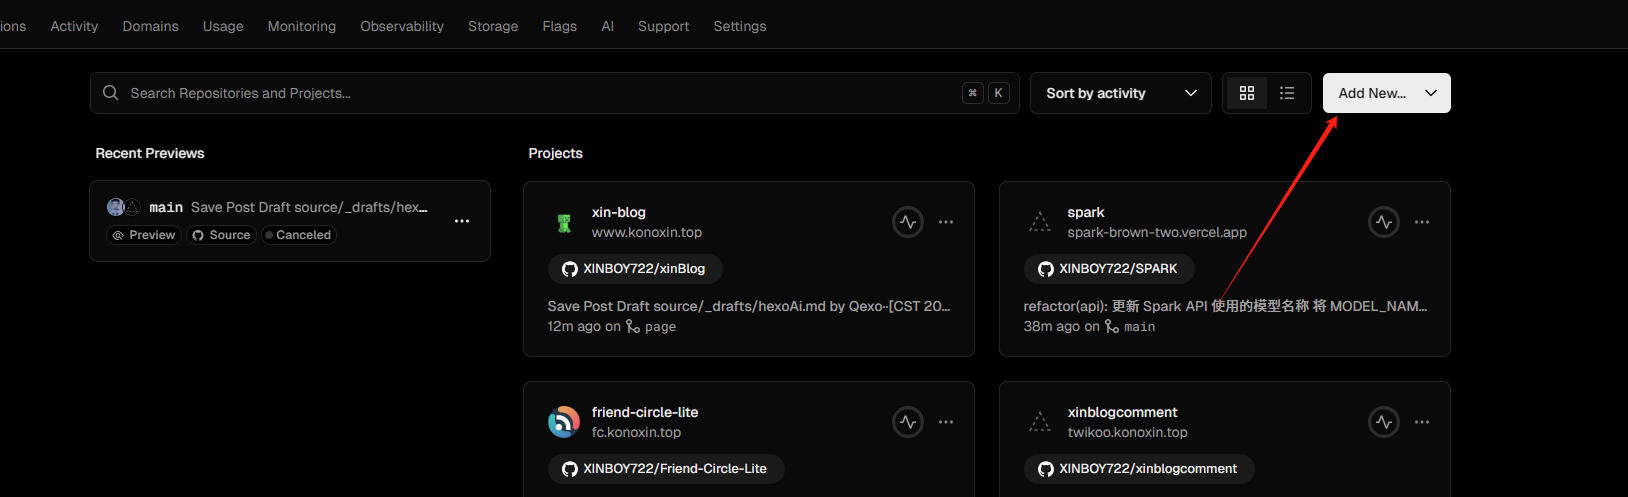 ions Activity Domains Usage Monitoring Observability Storage Flags AI Support Settings
Search Repositories and Projects... ⌘ K Sort by activity Add New...
Recent Previews
main Save Post Draft source/_drafts/hex...
Preview Source Canceled
Projects
xin-blog
www.konoxin.top
XINBOY722/xinBlog
Save Post Draft source/_drafts/hexoAi.md by Qexo··[CST 20...
12m ago on page
spark
spark-brown-two.vercel.app
XINBOY722/SPARK
refactor(api): 更新 Spark API 使用的模型名称 将 MODEL_NAM...
38m ago on main
friend-circle-lite
fc.konoxin.top
XINBOY722/Friend-Circle-Lite
xinblogcomment
twikoo.konoxin.top
XINBOY722/xinblogcomment